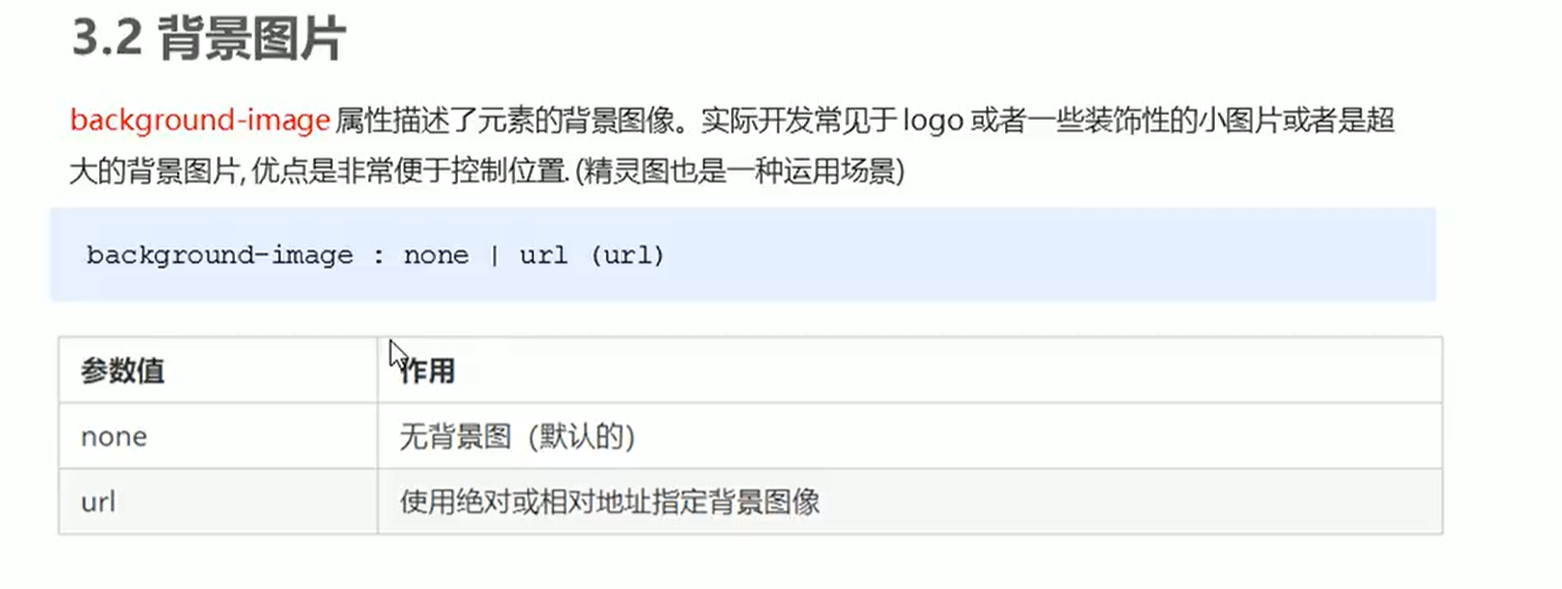 3.2 背景图片
background-image 属性描述了元素的背景图像。实际开发常见于 logo 或者一些装饰性的小图片或者是超
大的背景图片, 优点是非常便于控制位置. (精灵图也是一种运用场景)
background-image : none | url (url)
参数值 作用
none 无背景图（默认的）
url 使用绝对或相对地址指定背景图像